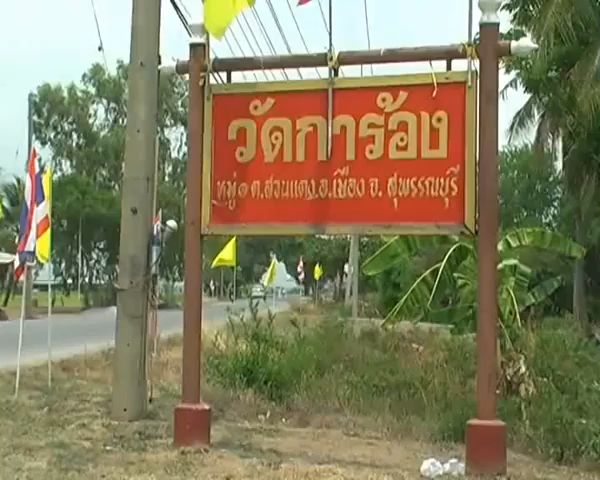 วัดการ้อง
หมู่ ๑ ต.สวนแตง อ.เมือง จ.สุพรรณบุรี